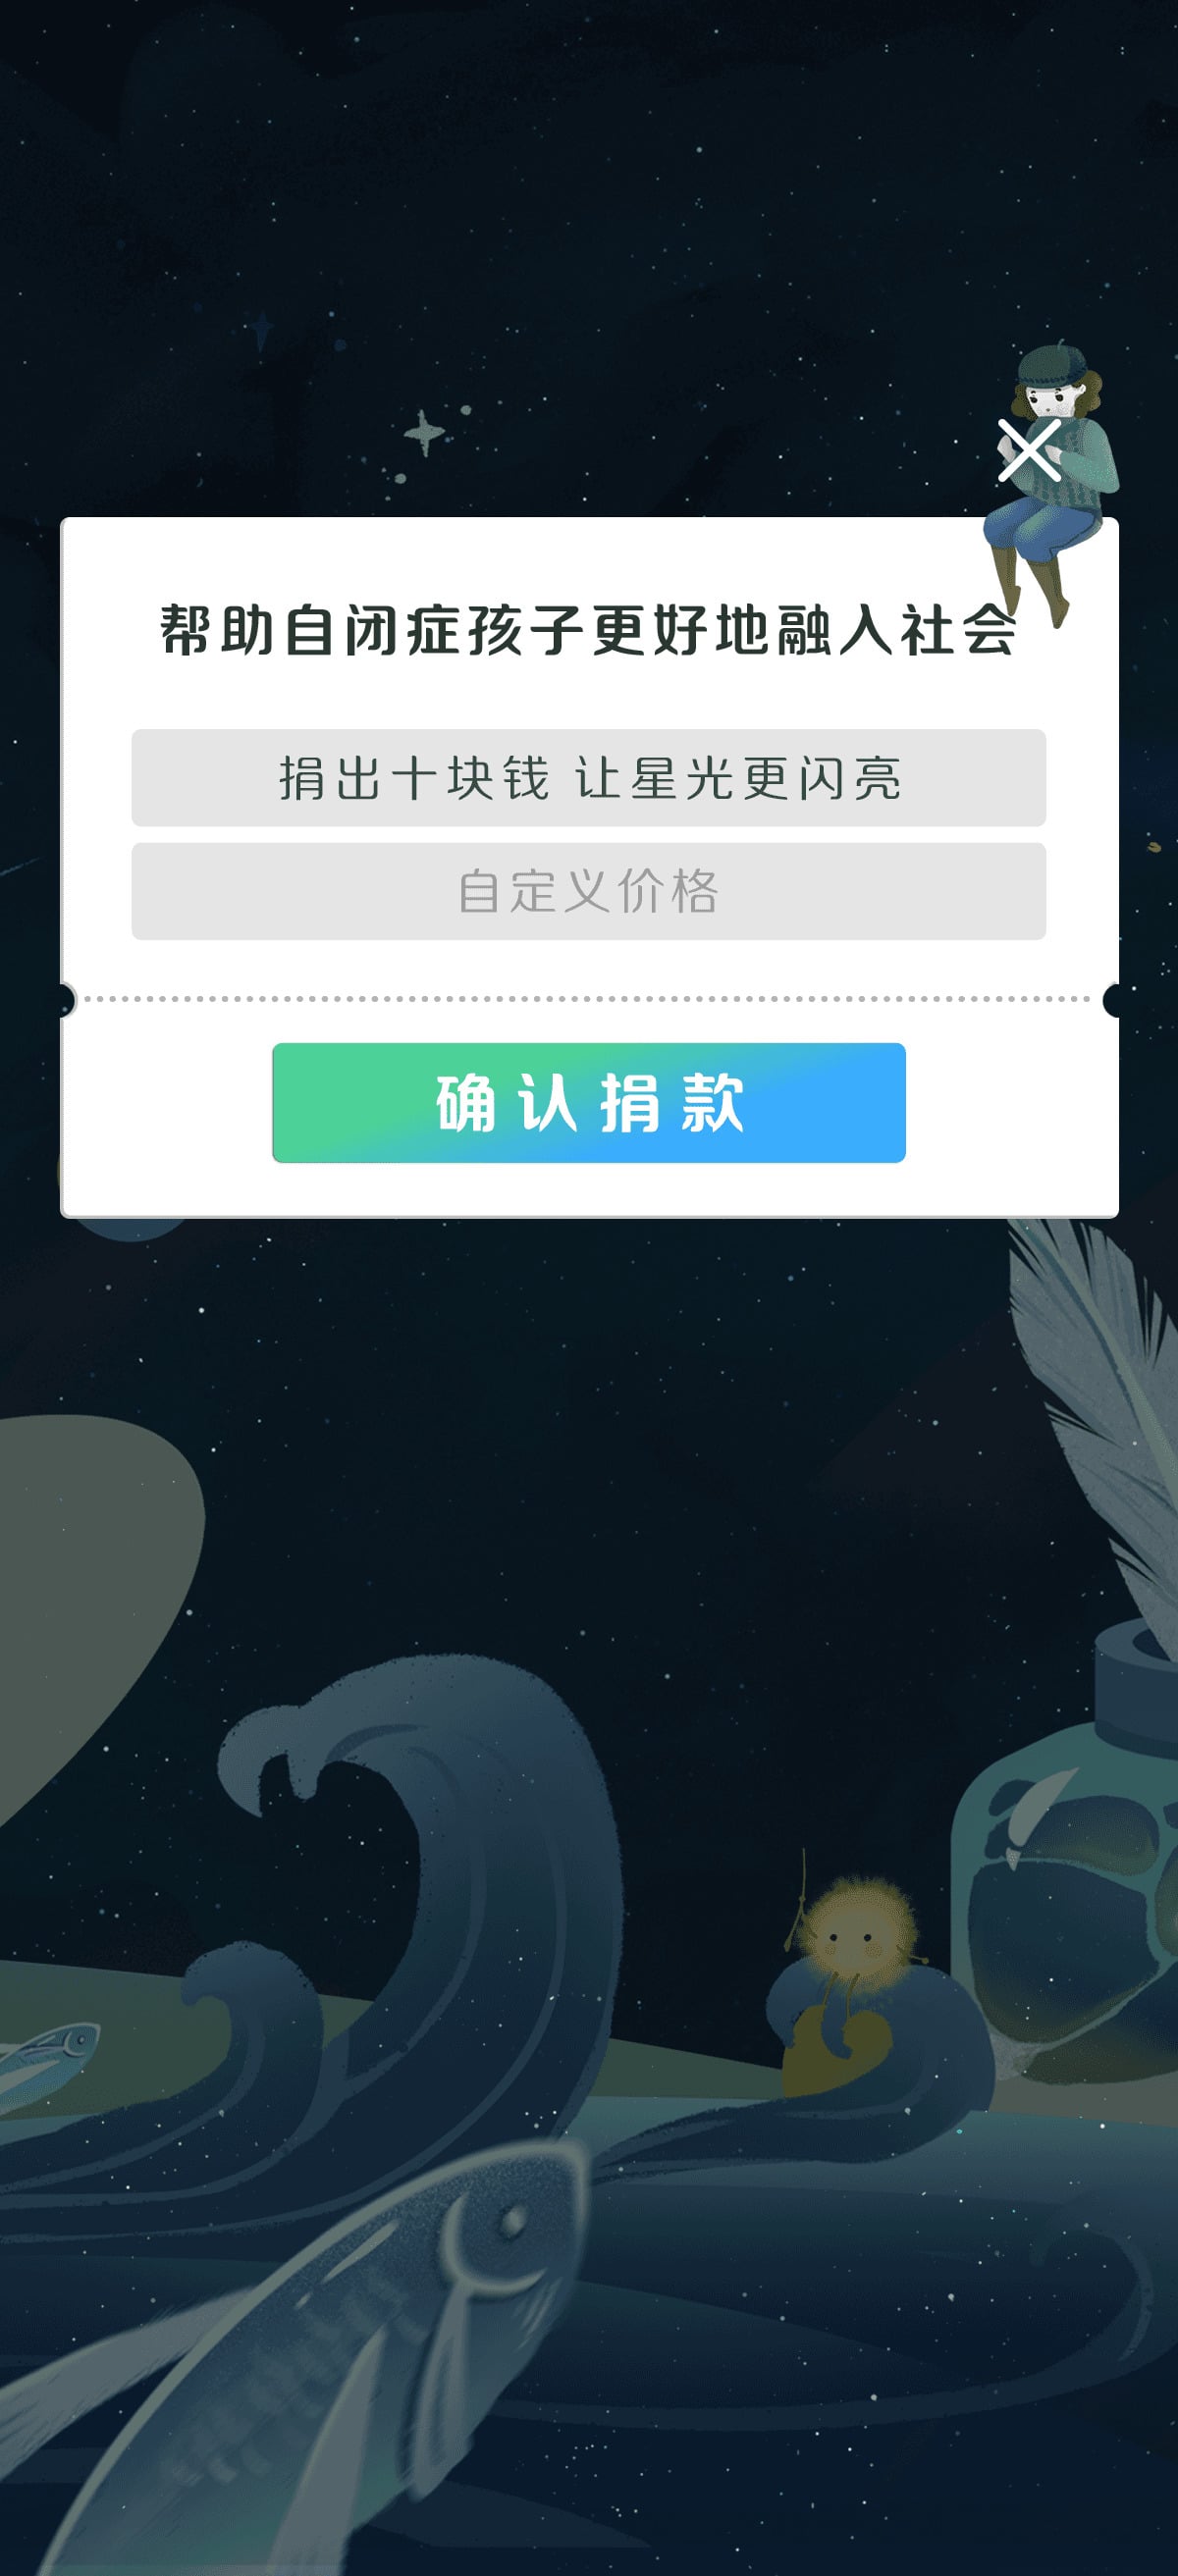 帮助自闭症孩子更好地融入社会
捐出十块钱 让星光更闪亮
自定义价格
确认捐款